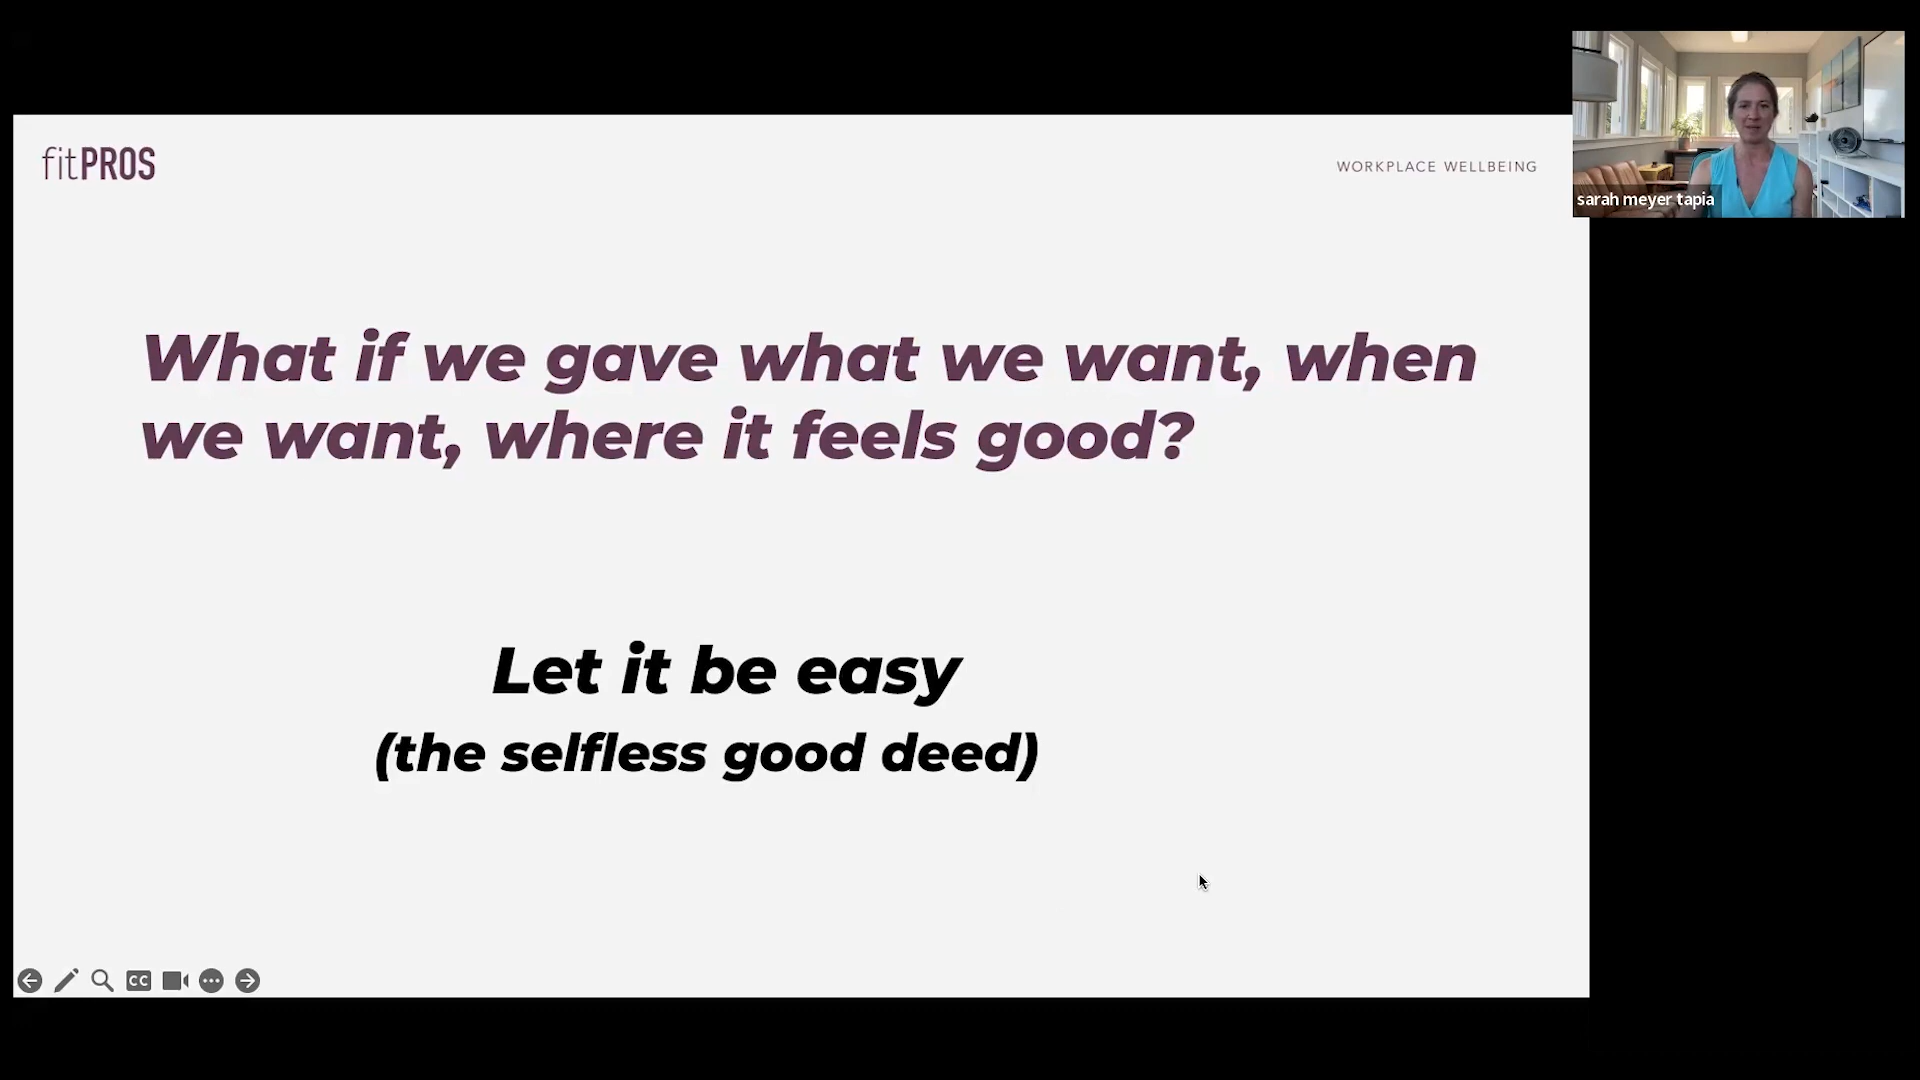 fitPROS
WORKPLACE WELLBEING
sarah meyer tapia
What if we gave what we want, when
we want, where it feels good?
Let it be easy
(the selfless good deed)
CC